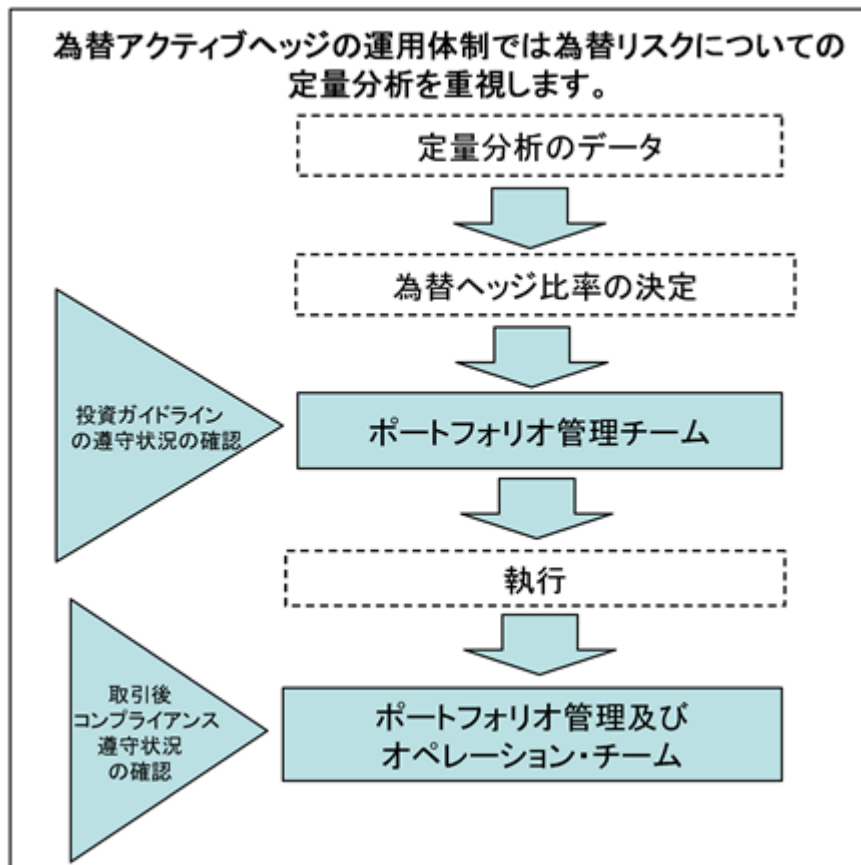 為替アクティブヘッジの運用体制では為替リスクについての
定量分析を重視します。
定量分析のデータ
為替ヘッジ比率の決定
投資ガイドライン
の遵守状況の確認
ポートフォリオ管理チーム
執行
取引後
コンプライアンス
遵守状況
の確認
ポートフォリオ管理及び
オペレーション・チーム